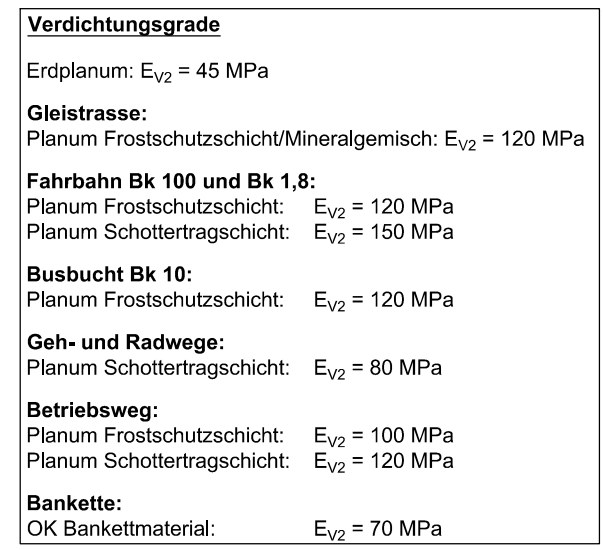 Verdichtungsgrade
Erdplanum: EV2 = 45 MPa
Gleistrasse:
Planum Frostschutzschicht/Mineralgemisch: EV2 = 120 MPa
Fahrbahn Bk 100 und Bk 1,8:
Planum Frostschutzschicht: EV2 = 120 MPa
Planum Schottertragschicht: EV2 = 150 MPa
Busbucht Bk 10:
Planum Frostschutzschicht: EV2 = 120 MPa
Geh- und Radwege:
Planum Schottertragschicht: EV2 = 80 MPa
Betriebsweg:
Planum Frostschutzschicht: EV2 = 100 MPa
Planum Schottertragschicht: EV2 = 120 MPa
Bankette:
OK Bankettmaterial: EV2 = 70 MPa